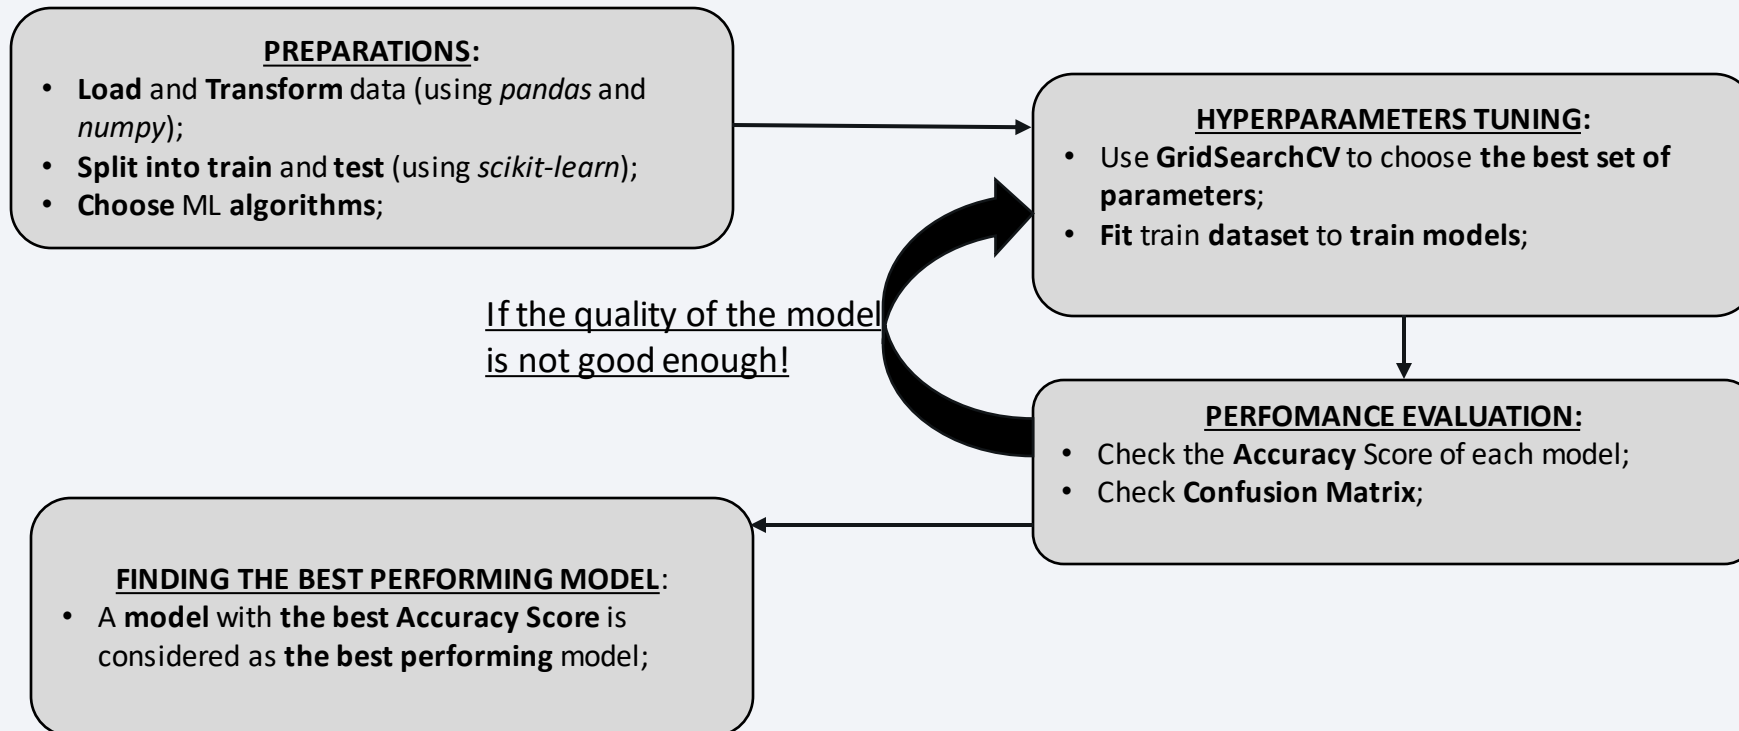 PREPARATIONS:
• Load and Transform data (using pandas and
numpy);
• Split into train and test (using scikit-learn);
• Choose ML algorithms;
HYPERPARAMETERS TUNING:
• Use GridSearchCV to choose the best set of
parameters;
• Fit train dataset to train models;
If the quality of the model
is not good enough!
PERFOMANCE EVALUATION:
• Check the Accuracy Score of each model;
• Check Confusion Matrix;
FINDING THE BEST PERFORMING MODEL:
• A model with the best Accuracy Score is
considered as the best performing model;